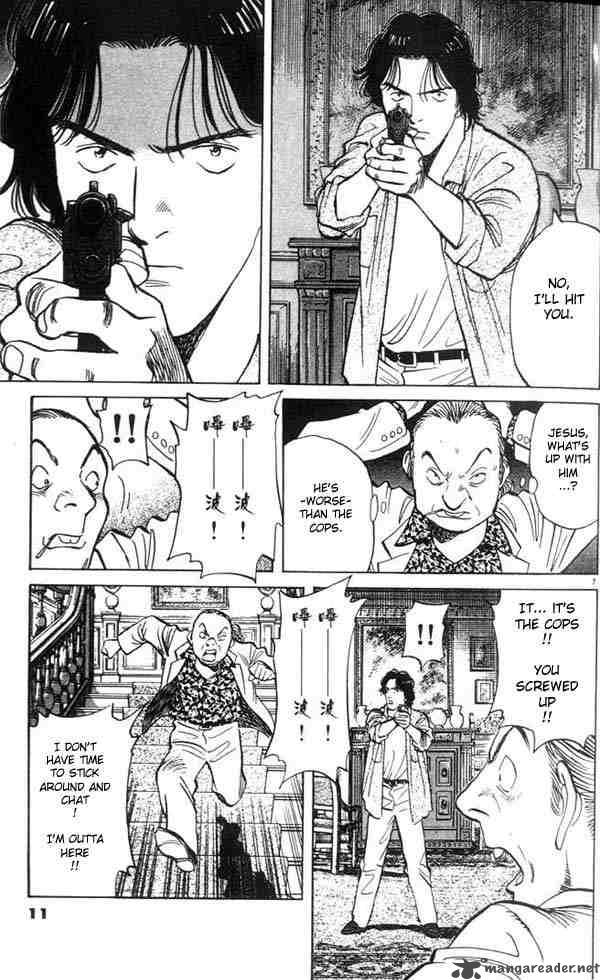 NO,
I'LL HIT
YOU.
JESUS,
WHAT'S
UP WITH
HIM
...?
HE'S
-WORSE-
THAN THE
COPS.
嗶——波!
嗶——波!
!!
7
IT... IT'S
THE COPS
!!
YOU
SCREWED
UP
!!
!!
嗶——波!
嗶——波!
I DON'T
HAVE TIME
TO STICK
AROUND AND
CHAT
!
I'M OUTTA
HERE
!!
11
mangareader.net